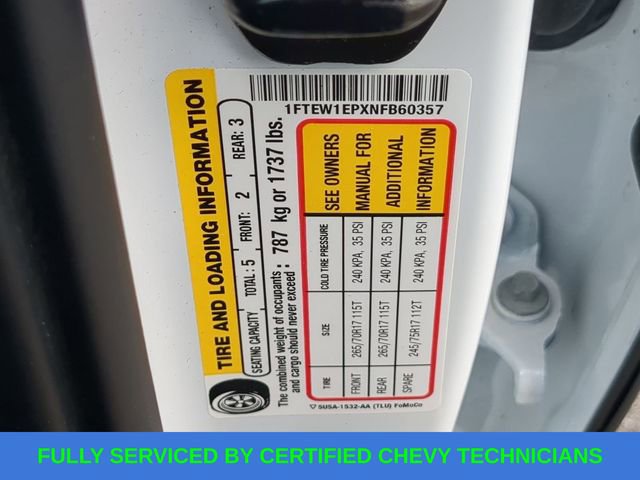 1FTEW1EPXNFB60357
TIRE AND LOADING INFORMATION
SEATING CAPACITY TOTAL: 5 FRONT: 2 REAR: 3
The combined weight of occupants and cargo should never exceed: 787 kg or 1737 lbs.
TIRE SIZE COLD TIRE PRESSURE
FRONT 265/70R17 115T 240 KPA, 35 PSI
REAR 265/70R17 115T 240 KPA, 35 PSI
SPARE 245/75R17 112T 240 KPA, 35 PSI
SEE OWNERS
MANUAL FOR
ADDITIONAL
INFORMATION
5U5A-1532-AA (TLU) FoMoCo
FULLY SERVICED BY CERTIFIED CHEVY TECHNICIANS